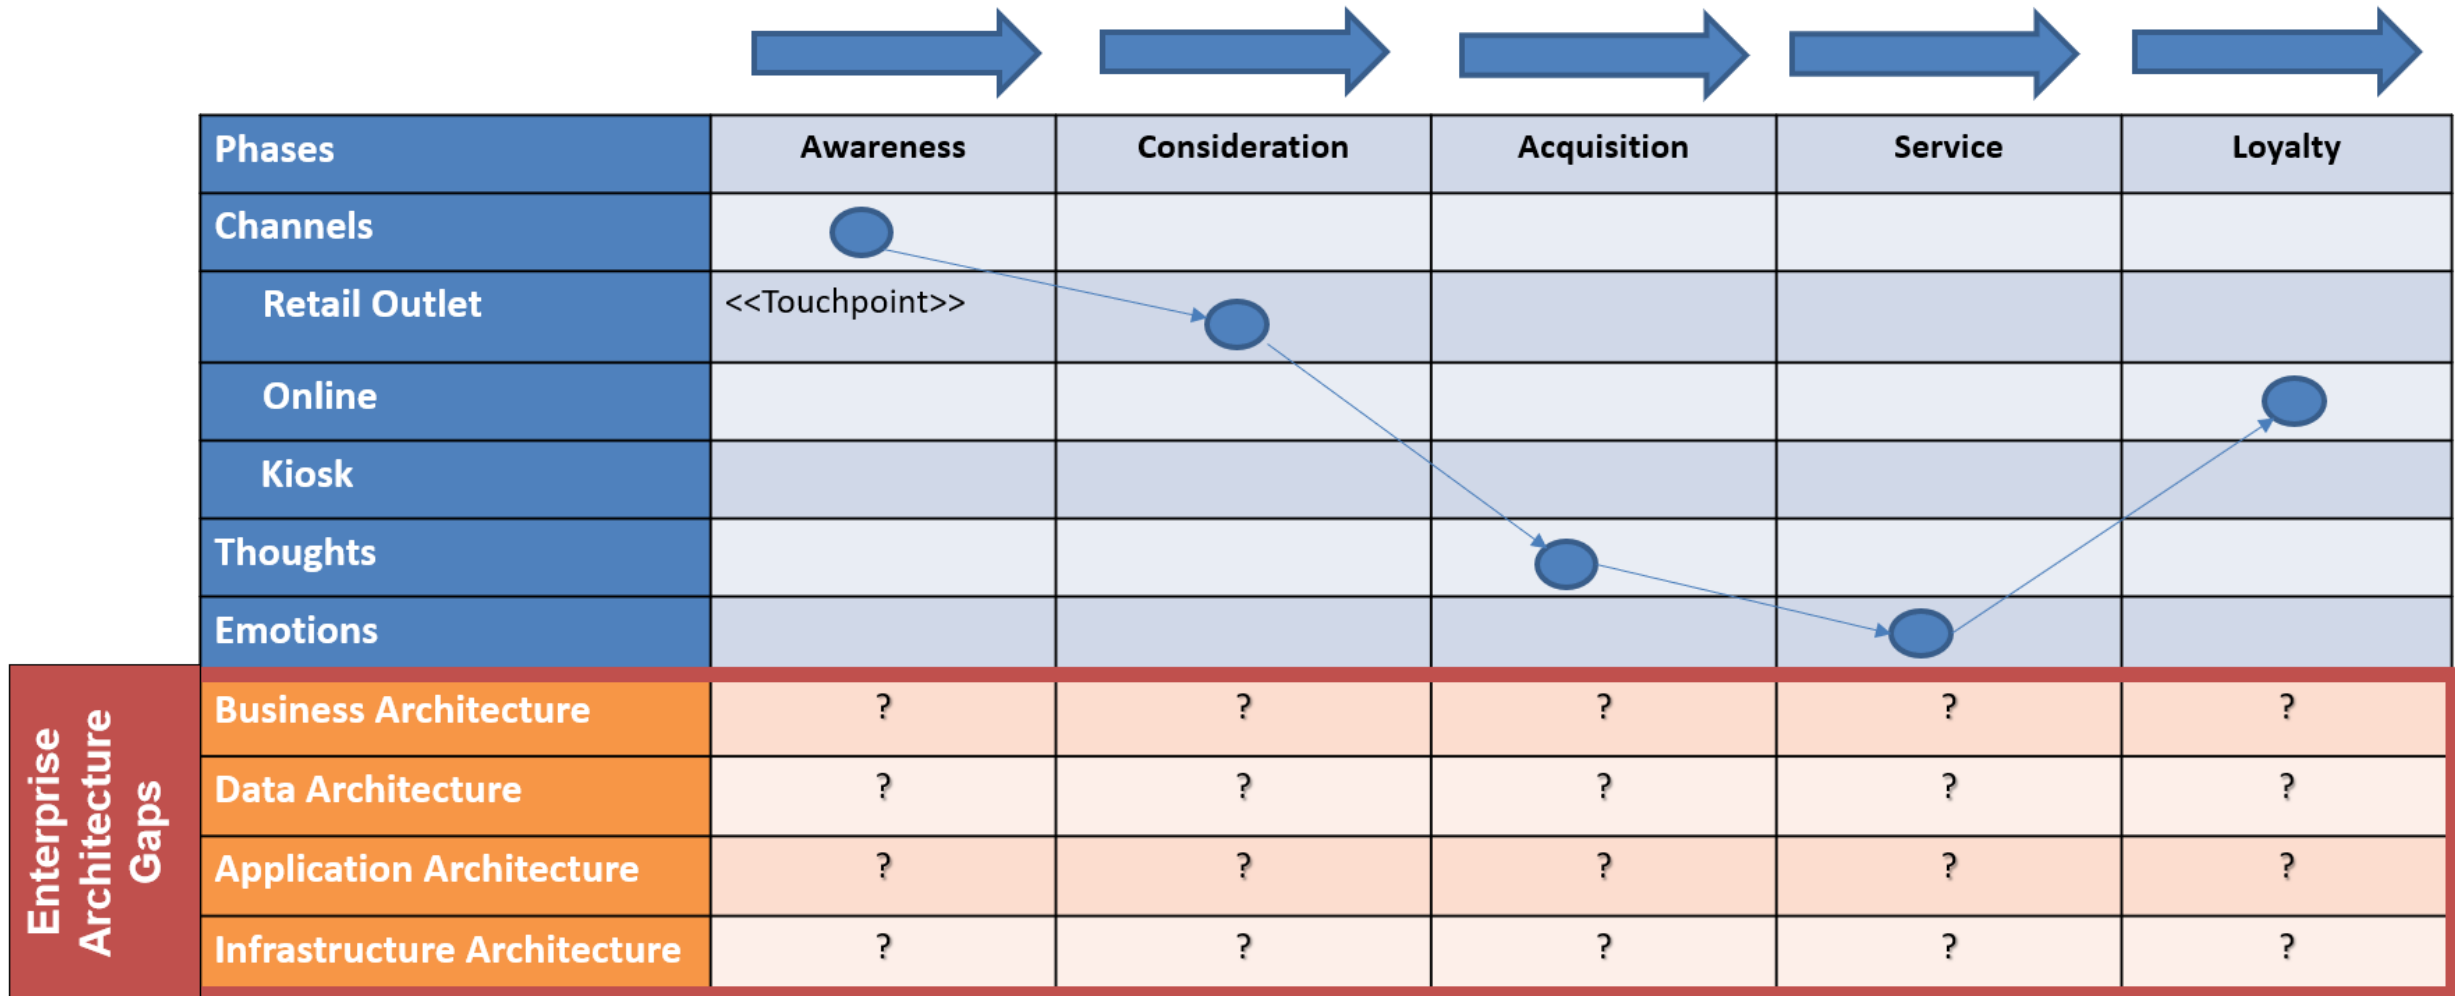 Phases Awareness Consideration Acquisition Service Loyalty
Channels
Retail Outlet <<Touchpoint>>
Online
Kiosk
Thoughts
Emotions
Enterprise
Architecture
Gaps
Business Architecture ? ? ? ? ?
Data Architecture ? ? ? ? ?
Application Architecture ? ? ? ? ?
Infrastructure Architecture ? ? ? ? ?